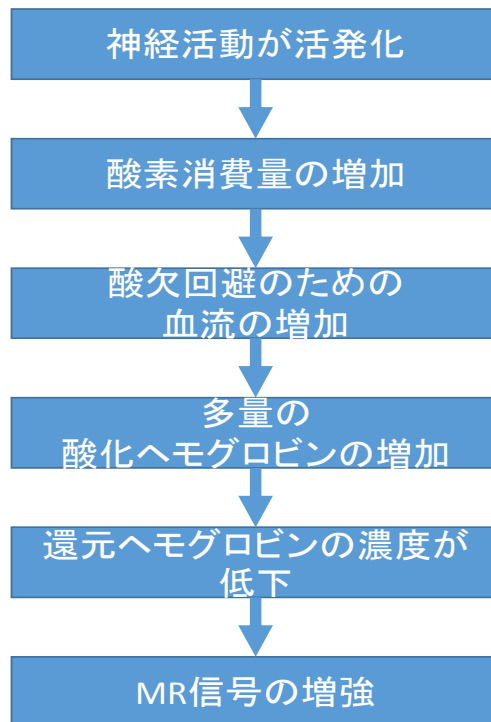 神経活動が活発化
酸素消費量の増加
酸欠回避のための
血流の増加
多量の
酸化ヘモグロビンの増加
還元ヘモグロビンの濃度が
低下
MR信号の増強